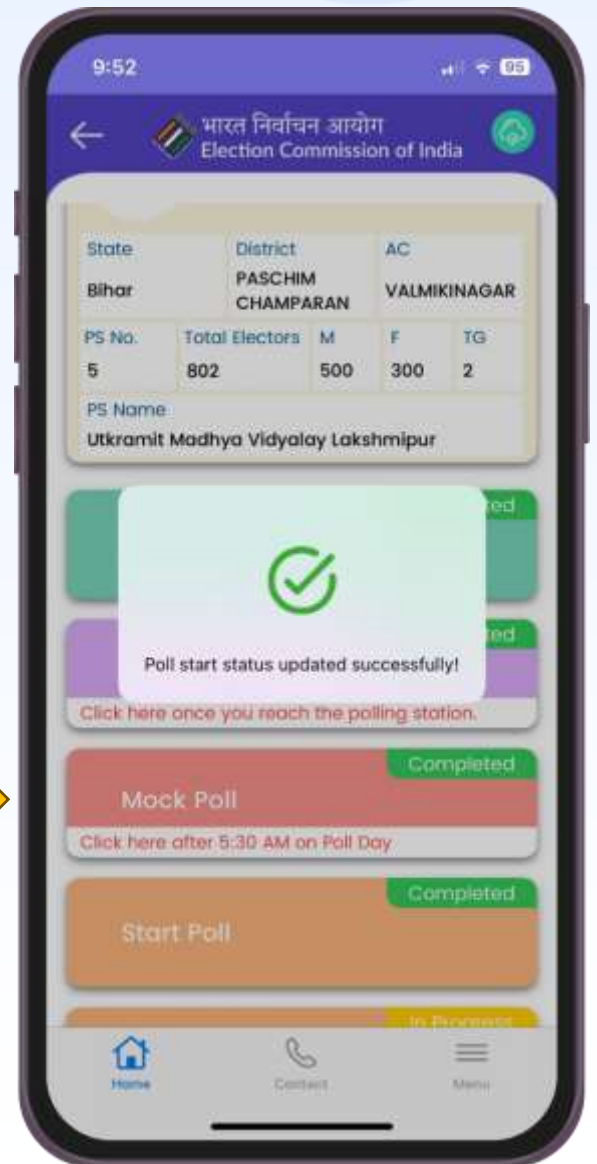 9:52
95
भारत निर्वाचन आयोग
Election Commission of India
State District AC
Bihar PASCHIM CHAMPARAN VALMIKINAGAR
PS No. Total Electors M F TG
5 802 500 300 2
PS Name
Utkramit Madhya Vidyalay Lakshmipur
Poll start status updated successfully!
Click here once you reach the polling station.
Completed
Mock Poll
Click here after 5:30 AM on Poll Day
Completed
Start Poll
In Progress
Home Contact Menu